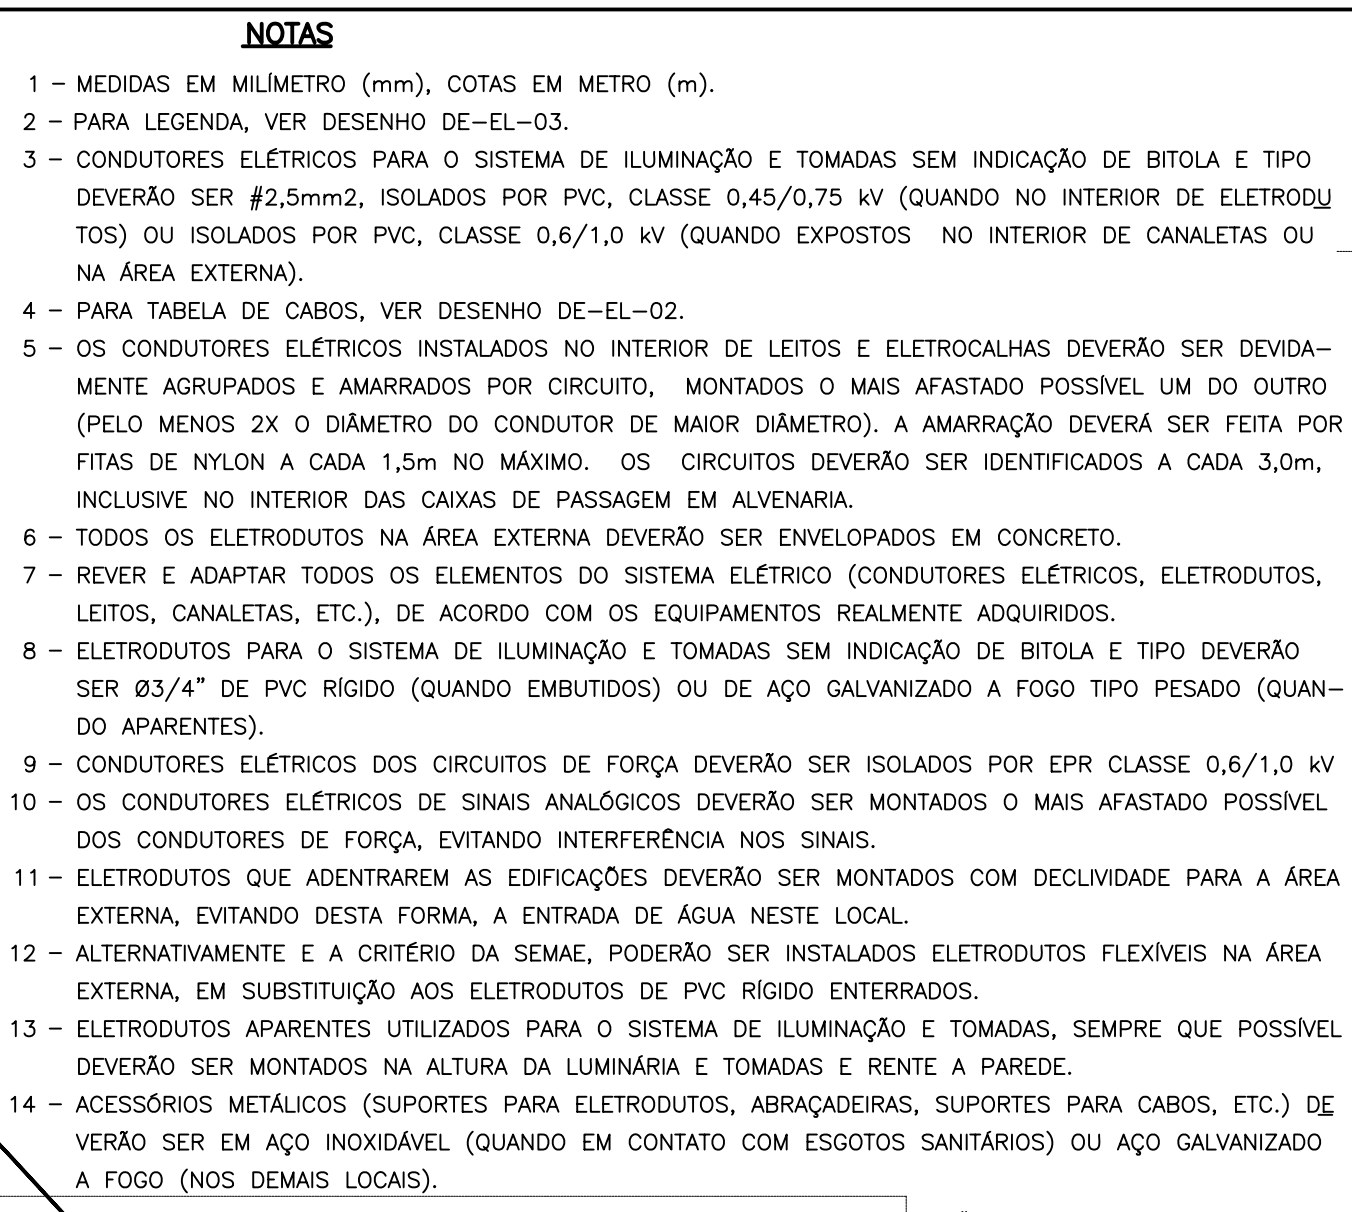 NOTAS
1 – MEDIDAS EM MILÍMETRO (mm), COTAS EM METRO (m).
2 – PARA LEGENDA, VER DESENHO DE–EL–03.
3 – CONDUTORES ELÉTRICOS PARA O SISTEMA DE ILUMINAÇÃO E TOMADAS SEM INDICAÇÃO DE BITOLA E TIPO
DEVERÃO SER #2,5mm2, ISOLADOS POR PVC, CLASSE 0,45/0,75 kV (QUANDO NO INTERIOR DE ELETRODU
TOS) OU ISOLADOS POR PVC, CLASSE 0,6/1,0 kV (QUANDO EXPOSTOS NO INTERIOR DE CANALETAS OU
NA ÁREA EXTERNA).
4 – PARA TABELA DE CABOS, VER DESENHO DE–EL–02.
5 – OS CONDUTORES ELÉTRICOS INSTALADOS NO INTERIOR DE LEITOS E ELETROCALHAS DEVERÃO SER DEVIDA–
MENTE AGRUPADOS E AMARRADOS POR CIRCUITO, MONTADOS O MAIS AFASTADO POSSÍVEL UM DO OUTRO
(PELO MENOS 2X O DIÂMETRO DO CONDUTOR DE MAIOR DIÂMETRO). A AMARRAÇÃO DEVERÁ SER FEITA POR
FITAS DE NYLON A CADA 1,5m NO MÁXIMO. OS CIRCUITOS DEVERÃO SER IDENTIFICADOS A CADA 3,0m,
INCLUSIVE NO INTERIOR DAS CAIXAS DE PASSAGEM EM ALVENARIA.
6 – TODOS OS ELETRODUTOS NA ÁREA EXTERNA DEVERÃO SER ENVELOPADOS EM CONCRETO.
7 – REVER E ADAPTAR TODOS OS ELEMENTOS DO SISTEMA ELÉTRICO (CONDUTORES ELÉTRICOS, ELETRODUTOS,
LEITOS, CANALETAS, ETC.), DE ACORDO COM OS EQUIPAMENTOS REALMENTE ADQUIRIDOS.
8 – ELETRODUTOS PARA O SISTEMA DE ILUMINAÇÃO E TOMADAS SEM INDICAÇÃO DE BITOLA E TIPO DEVERÃO
SER Ø3/4” DE PVC RÍGIDO (QUANDO EMBUTIDOS) OU DE AÇO GALVANIZADO A FOGO TIPO PESADO (QUAN–
DO APARENTES).
9 – CONDUTORES ELÉTRICOS DOS CIRCUITOS DE FORÇA DEVERÃO SER ISOLADOS POR EPR CLASSE 0,6/1,0 kV
10 – OS CONDUTORES ELÉTRICOS DE SINAIS ANALÓGICOS DEVERÃO SER MONTADOS O MAIS AFASTADO POSSÍVEL
DOS CONDUTORES DE FORÇA, EVITANDO INTERFERÊNCIA NOS SINAIS.
11 – ELETRODUTOS QUE ADENTRAREM AS EDIFICAÇÕES DEVERÃO SER MONTADOS COM DECLIVIDADE PARA A ÁREA
EXTERNA, EVITANDO DESTA FORMA, A ENTRADA DE ÁGUA NESTE LOCAL.
12 – ALTERNATIVAMENTE E A CRITÉRIO DA SEMAE, PODERÃO SER INSTALADOS ELETRODUTOS FLEXÍVEIS NA ÁREA
EXTERNA, EM SUBSTITUIÇÃO AOS ELETRODUTOS DE PVC RÍGIDO ENTERRADOS.
13 – ELETRODUTOS APARENTES UTILIZADOS PARA O SISTEMA DE ILUMINAÇÃO E TOMADAS, SEMPRE QUE POSSÍVEL
DEVERÃO SER MONTADOS NA ALTURA DA LUMINÁRIA E TOMADAS E RENTE A PAREDE.
14 – ACESSÓRIOS METÁLICOS (SUPORTES PARA ELETRODUTOS, ABRAÇADEIRAS, SUPORTES PARA CABOS, ETC.) DE
VERÃO SER EM AÇO INOXIDÁVEL (QUANDO EM CONTATO COM ESGOTOS SANITÁRIOS) OU AÇO GALVANIZADO
A FOGO (NOS DEMAIS LOCAIS).